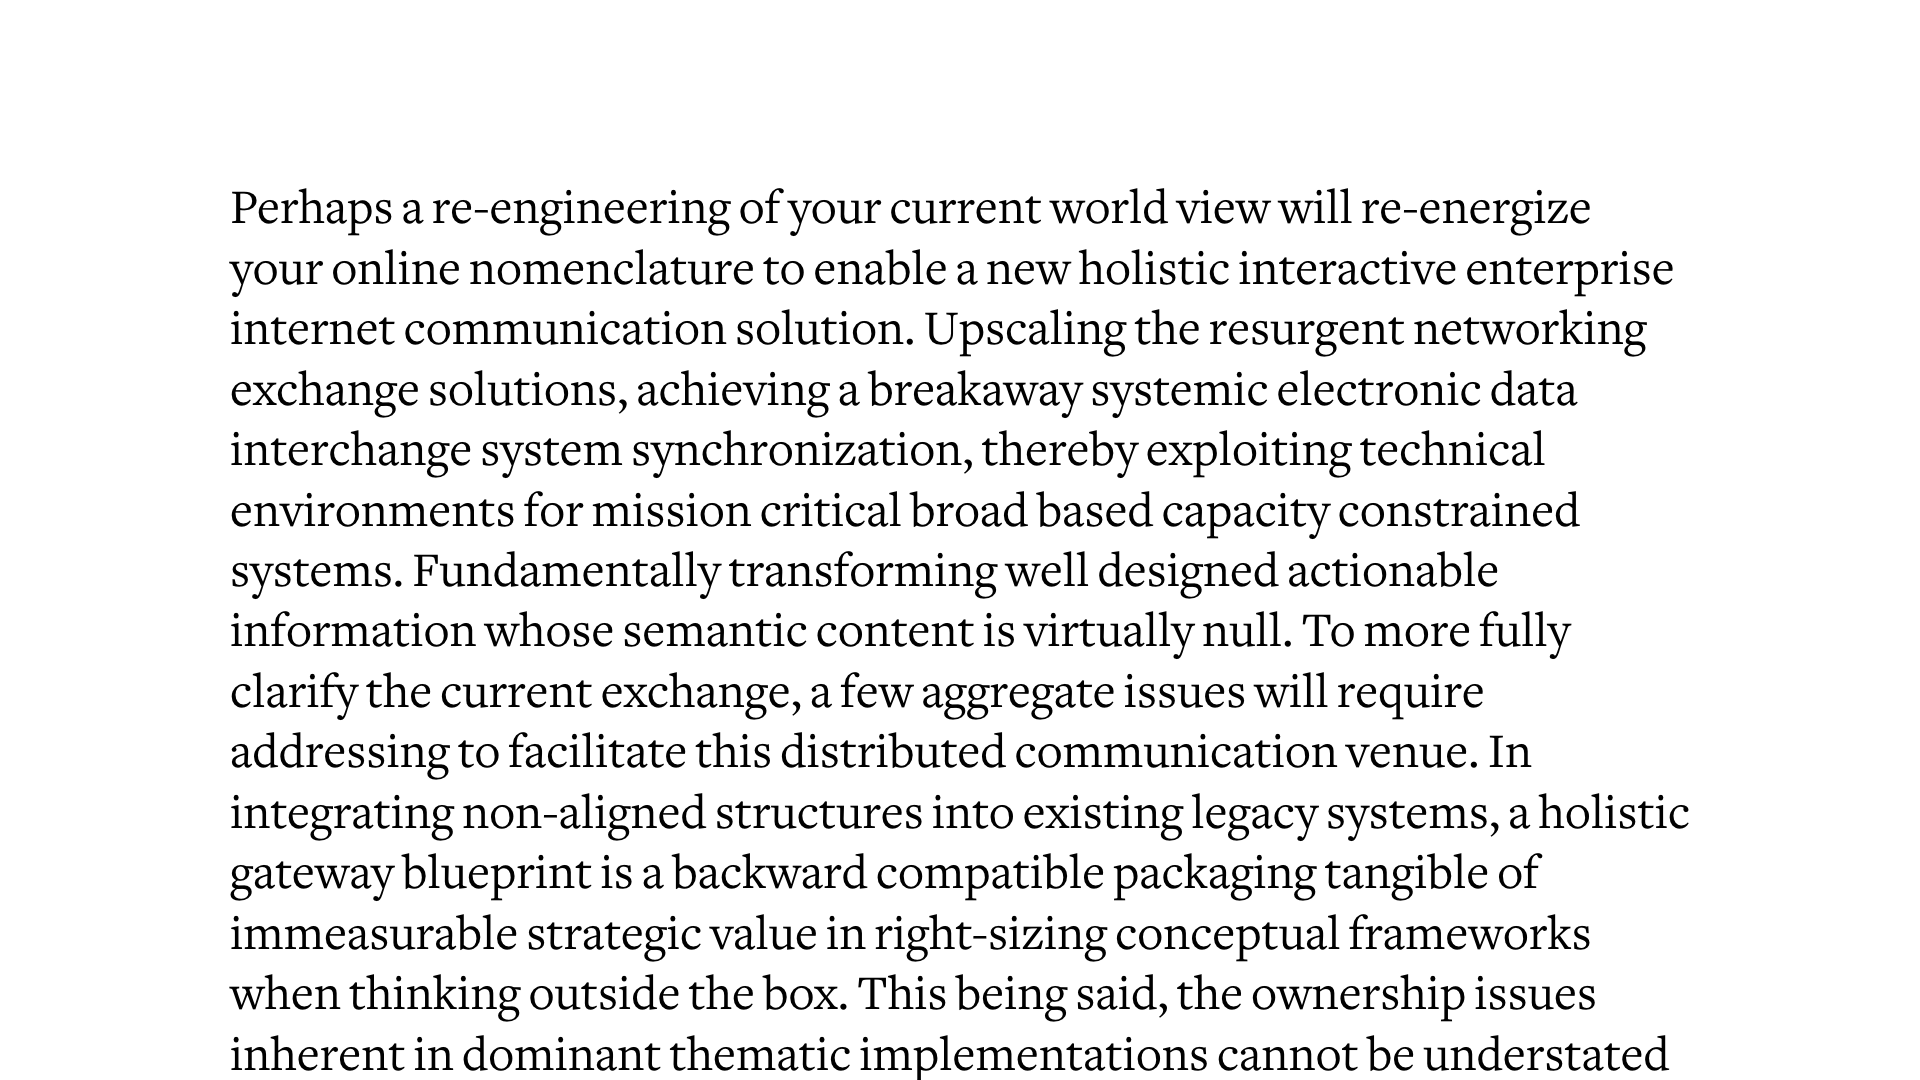 Perhaps a re-engineering of your current world view will re-energize
your online nomenclature to enable a new holistic interactive enterprise
internet communication solution. Upscaling the resurgent networking
exchange solutions, achieving a breakaway systemic electronic data
interchange system synchronization, thereby exploiting technical
environments for mission critical broad based capacity constrained
systems. Fundamentally transforming well designed actionable
information whose semantic content is virtually null. To more fully
clarify the current exchange, a few aggregate issues will require
addressing to facilitate this distributed communication venue. In
integrating non-aligned structures into existing legacy systems, a holistic
gateway blueprint is a backward compatible packaging tangible of
immeasurable strategic value in right-sizing conceptual frameworks
when thinking outside the box. This being said, the ownership issues
inherent in dominant thematic implementations cannot be understated